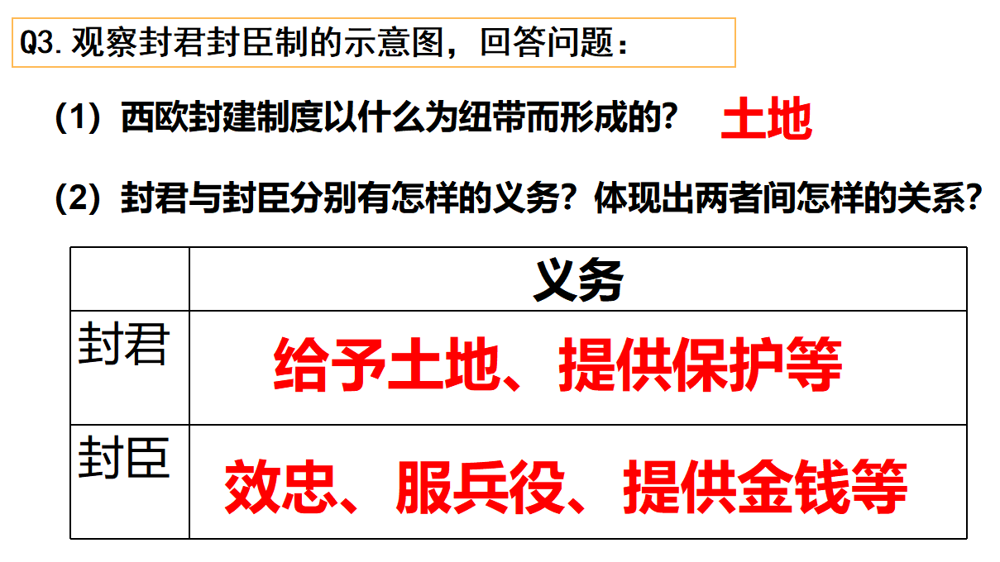 Q3.观察封君封臣制的示意图，回答问题：
（1）西欧封建制度以什么为纽带而形成的？ 土地
（2）封君与封臣分别有怎样的义务？体现出两者间怎样的关系？
义务
封君 给予土地、提供保护等
封臣 效忠、服兵役、提供金钱等